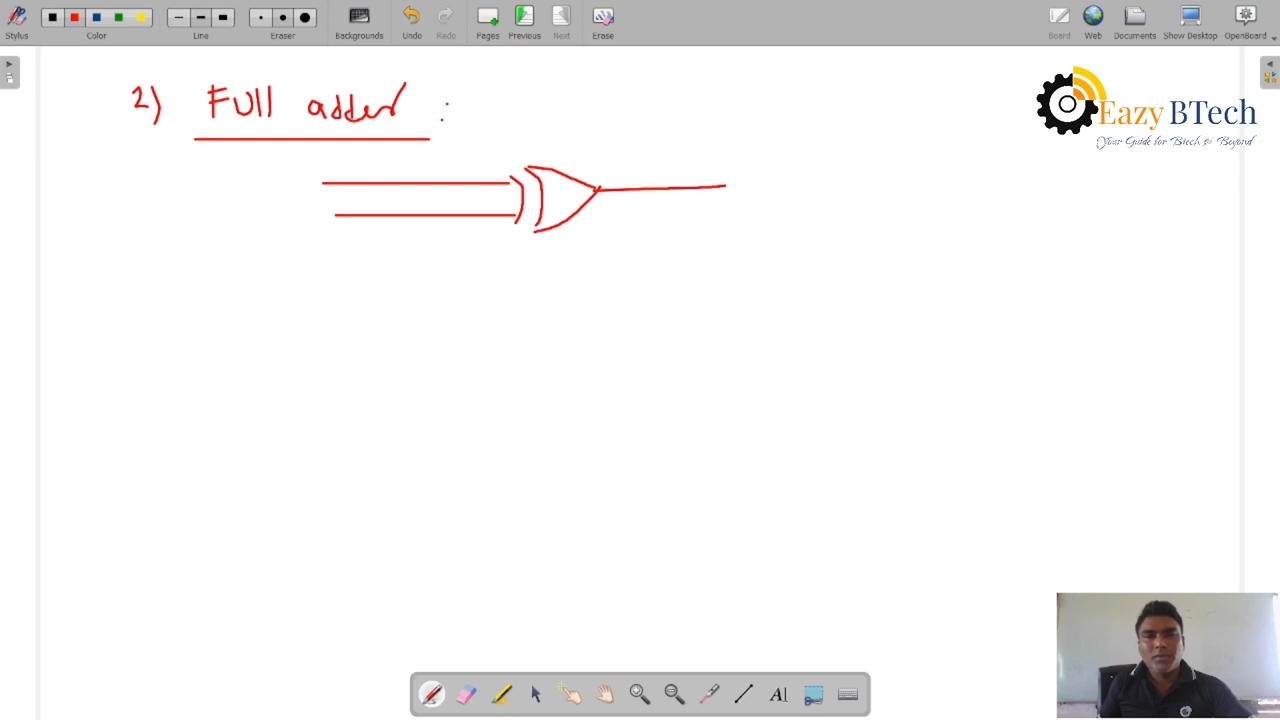 Stylus
Color
Line
Eraser
Backgrounds
Undo
Redo
Pages
Previous
Next
Erase
Board
Web
Documents
Show Desktop
OpenBoard
2) Full adder :
Eazy BTech
Your Guide for Btech & Beyond
AI